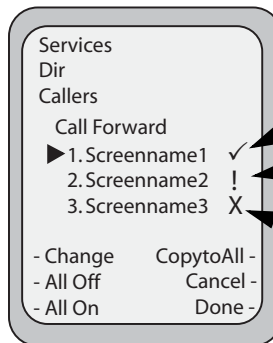 Services
Dir
Callers
Call Forward
▶1. Screenname1 ✓
2. Screenname2 !
3. Screenname3 X
- Change CopytoAll -
- All Off Cancel -
- All On Done -